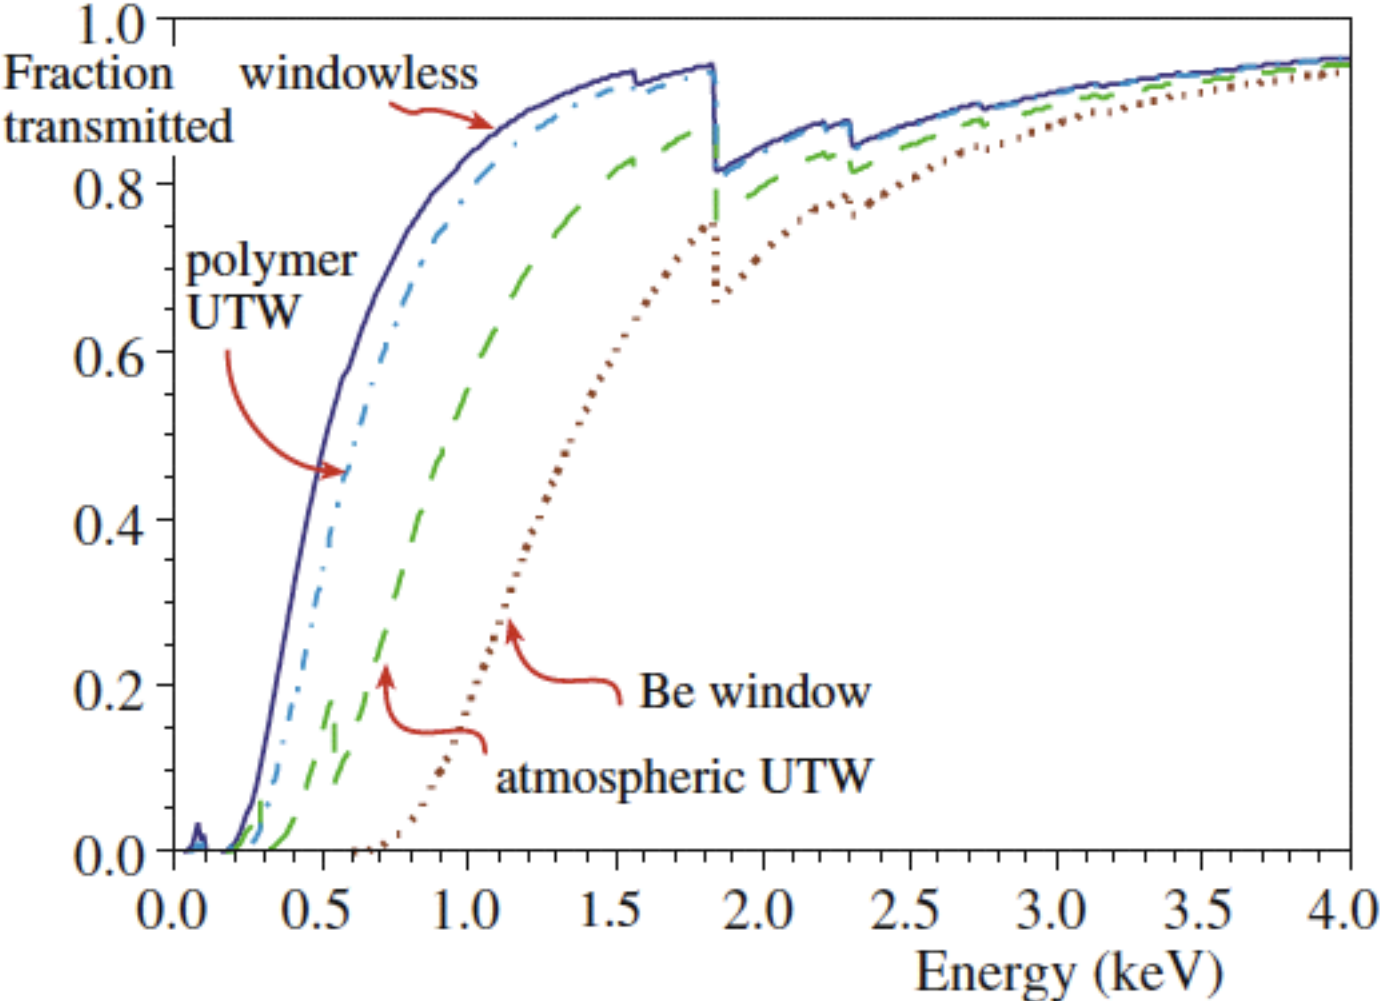 1.0
Fraction
transmitted
windowless
0.8
polymer
UTW
0.6
0.4
0.2
Be window
atmospheric UTW
0.0
0.0 0.5 1.0 1.5 2.0 2.5 3.0 3.5 4.0
Energy (keV)